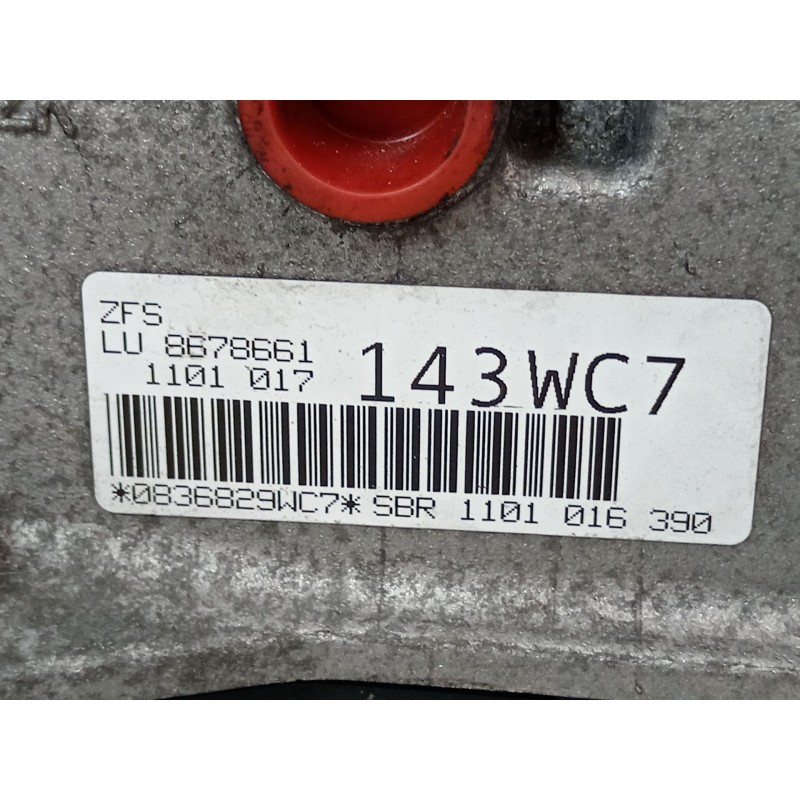 ZFS
LU 8678661
1101 017
143WC7
*0836829WC7* SBR 1101 016 390